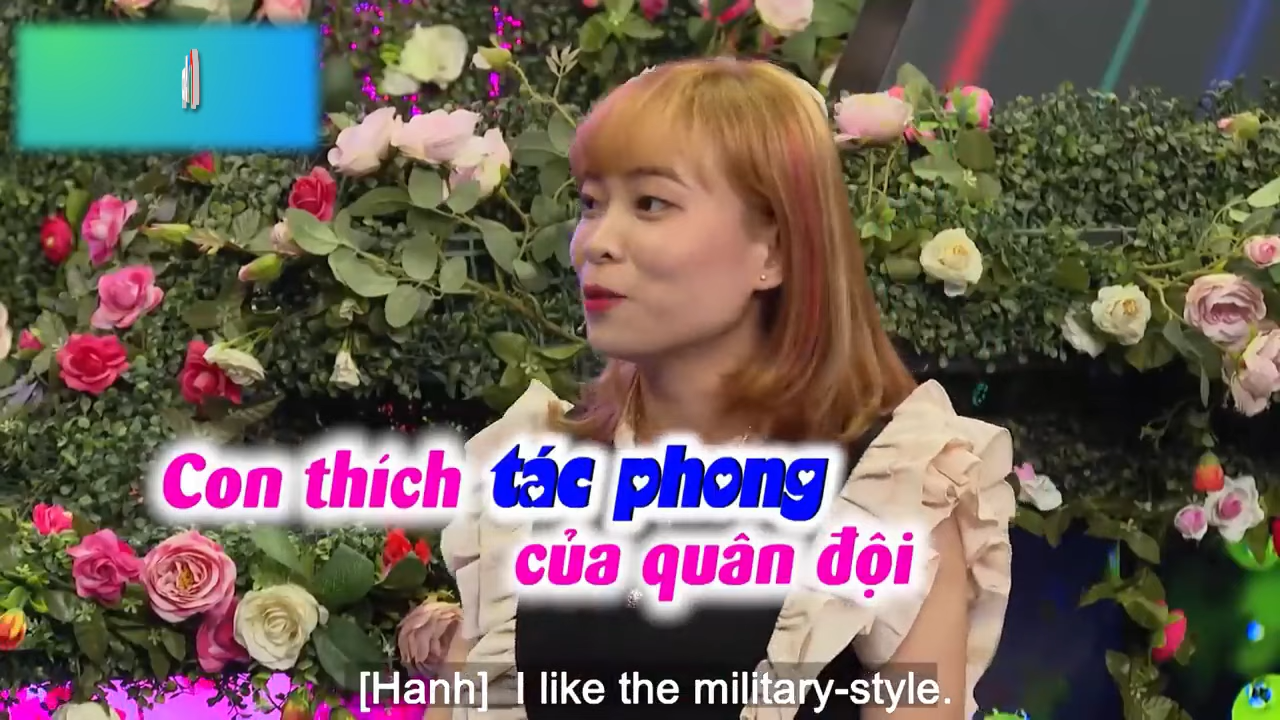 Con thích tác phong
của quân đội
[Hanh] I like the military-style.